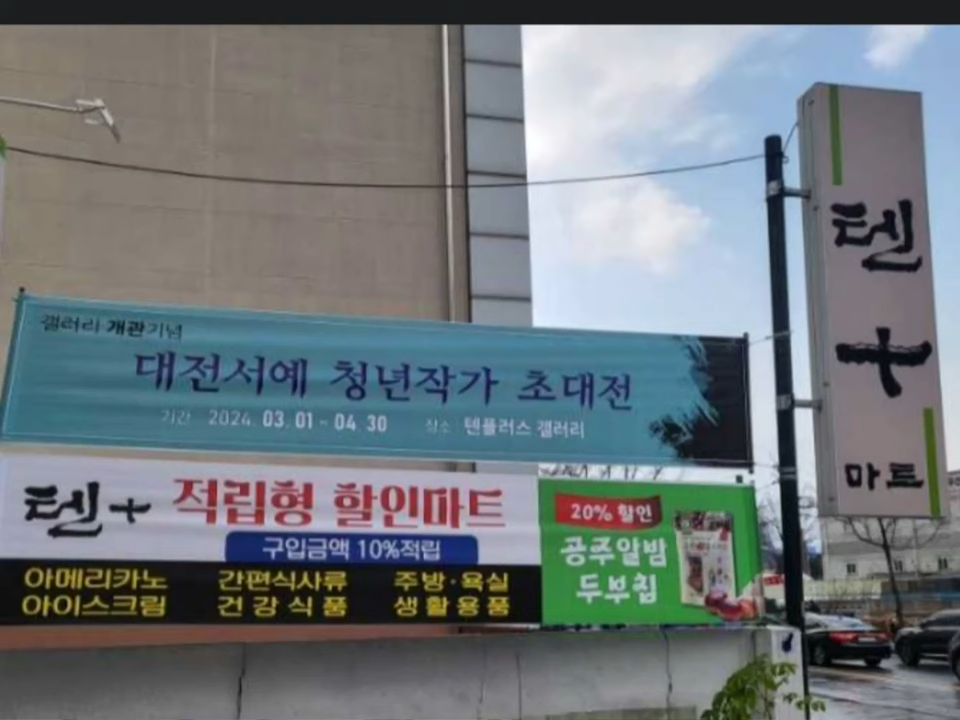 갤러리 개관기념
대전서예 청년작가 초대전
기간 2024. 03. 01 ~ 04 30 장소 텐플러스 갤러리
텐+ 적립형 할인마트
구입금액 10%적립
아메리카노 간편식사류 주방·욕실
아이스크림 건강식품 생활용품
20% 할인
공주알밤
두부칩
텐
+
마트